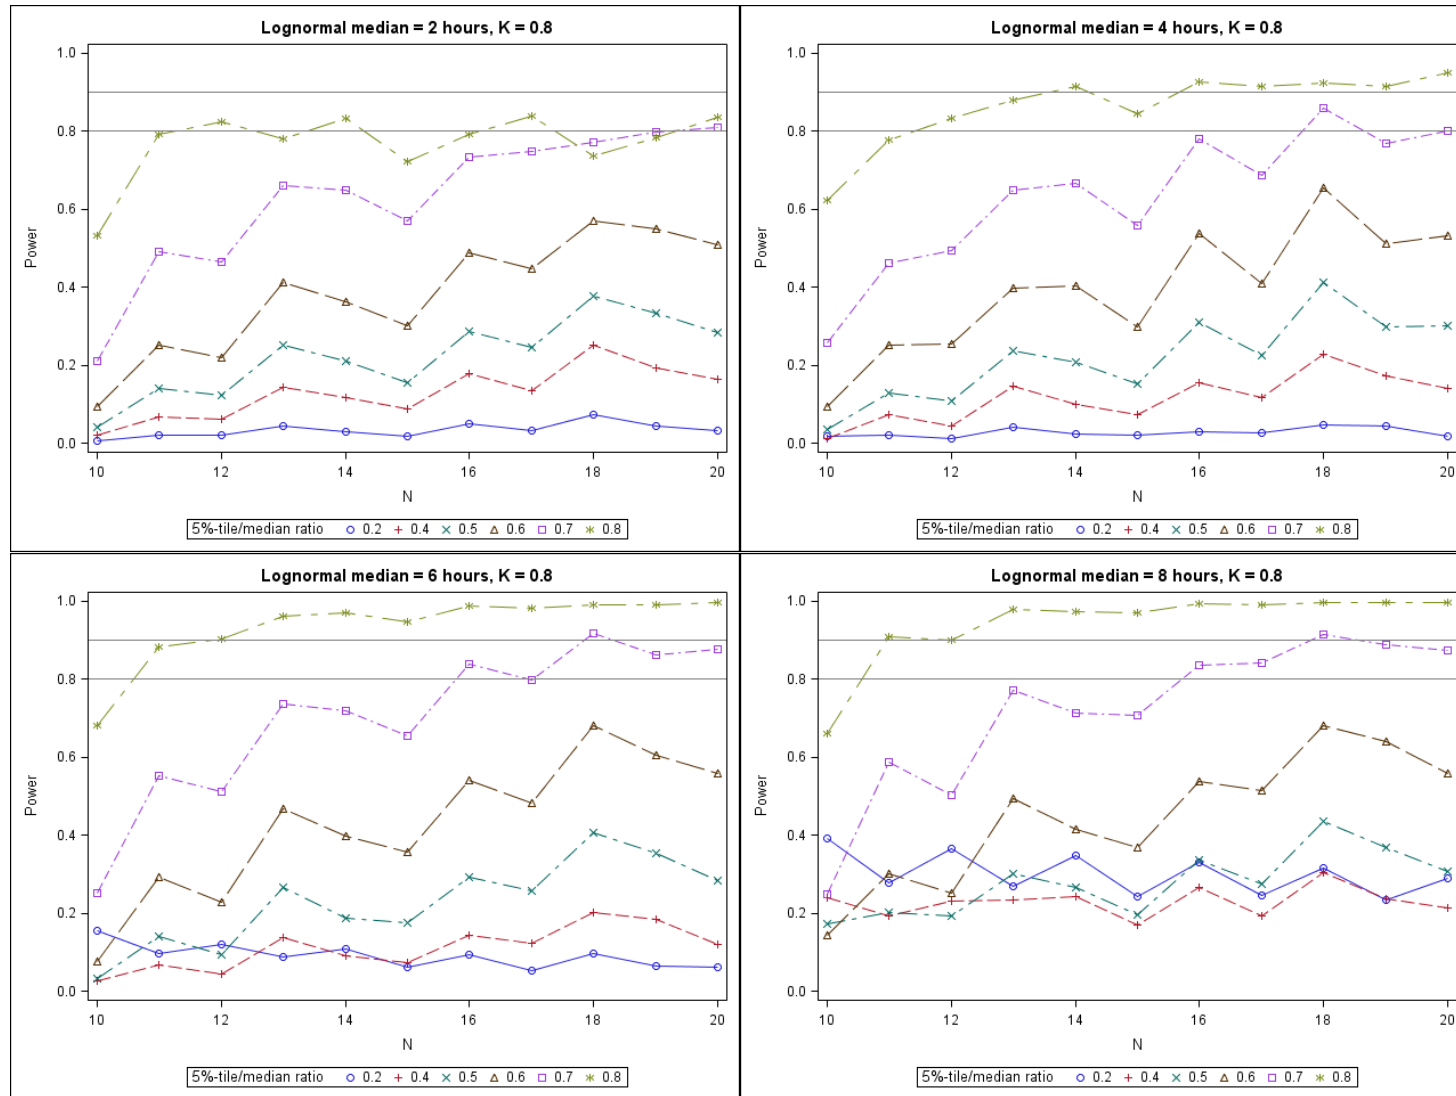 Lognormal median = 2 hours, K = 0.8
1.0
0.8
0.6
0.4
0.2
0.0
Power
10 12 14 16 18 20
N
5%-tile/median ratio 0.2 0.4 0.5 0.6 0.7 0.8
Lognormal median = 4 hours, K = 0.8
1.0
0.8
0.6
0.4
0.2
0.0
Power
10 12 14 16 18 20
N
5%-tile/median ratio 0.2 0.4 0.5 0.6 0.7 0.8
Lognormal median = 6 hours, K = 0.8
1.0
0.8
0.6
0.4
0.2
0.0
Power
10 12 14 16 18 20
N
5%-tile/median ratio 0.2 0.4 0.5 0.6 0.7 0.8
Lognormal median = 8 hours, K = 0.8
1.0
0.8
0.6
0.4
0.2
0.0
Power
10 12 14 16 18 20
N
5%-tile/median ratio 0.2 0.4 0.5 0.6 0.7 0.8